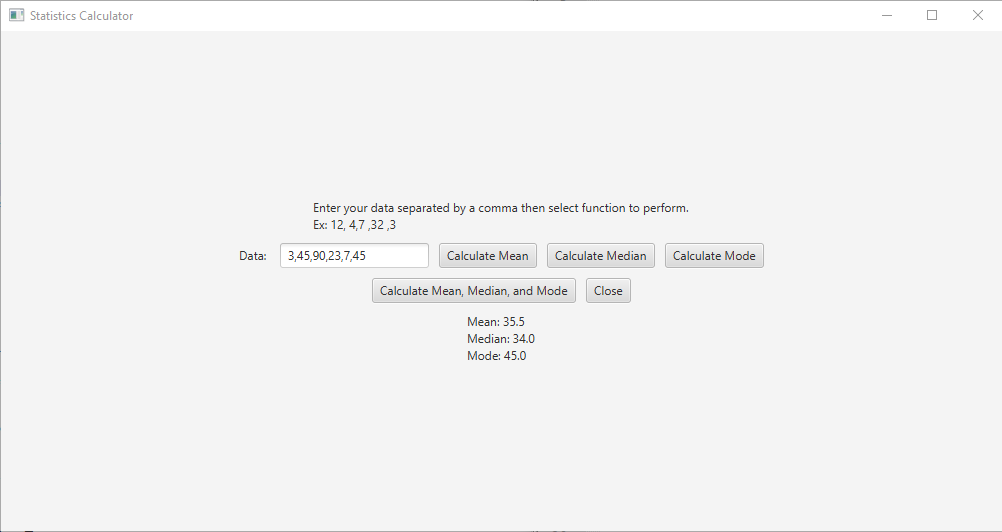 Statistics Calculator
Enter your data separated by a comma then select function to perform.
Ex: 12, 4,7 ,32 ,3
Data: 3,45,90,23,7,45 Calculate Mean Calculate Median Calculate Mode
Calculate Mean, Median, and Mode Close
Mean: 35.5
Median: 34.0
Mode: 45.0